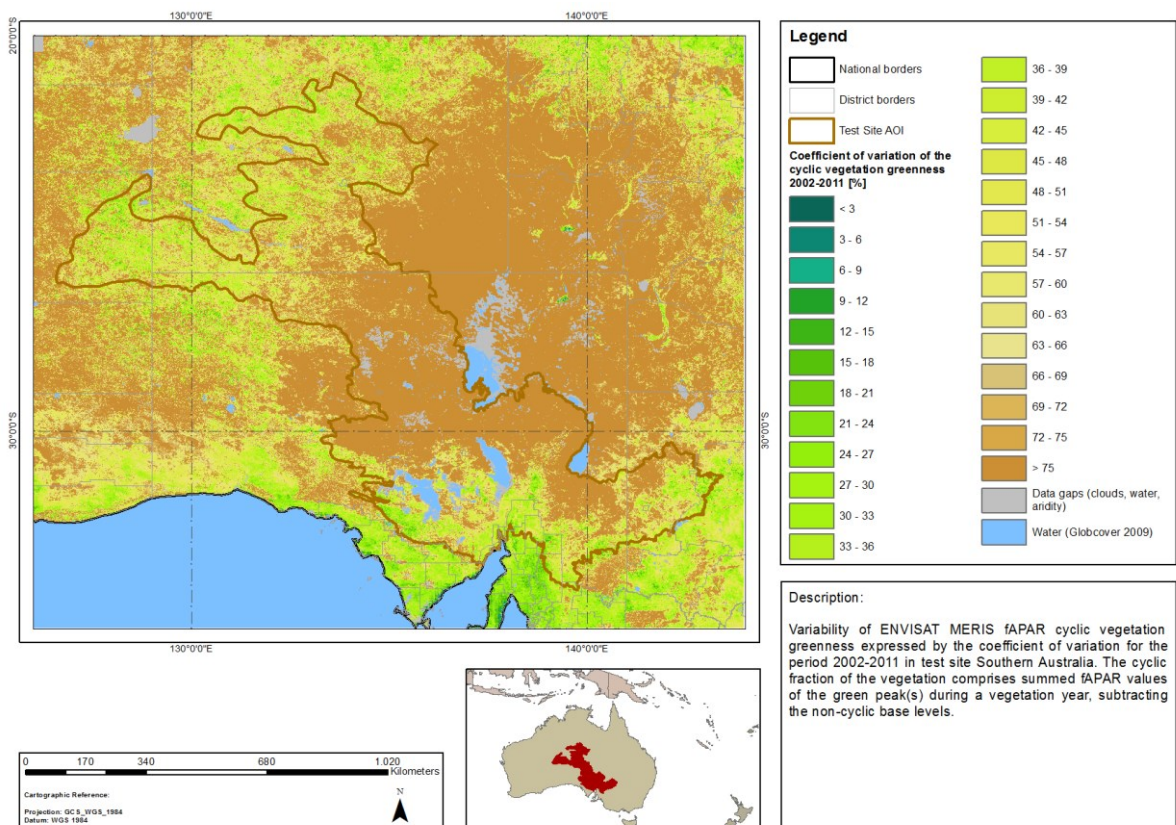 130°0'0"E
140°0'0"E
20°0'0"S
30°0'0"S
30°0'0"S
130°0'0"E
140°0'0"E
Legend
National borders
District borders
Test Site AOI
Coefficient of variation of the
cyclic vegetation greenness
2002-2011 [%]
< 3
3 - 6
6 - 9
9 - 12
12 - 15
15 - 18
18 - 21
21 - 24
24 - 27
27 - 30
30 - 33
33 - 36
36 - 39
39 - 42
42 - 45
45 - 48
48 - 51
51 - 54
54 - 57
57 - 60
60 - 63
63 - 66
66 - 69
69 - 72
72 - 75
> 75
Data gaps (clouds, water,
aridity)
Water (Globcover 2009)
Description:
Variability of ENVISAT MERIS fAPAR cyclic vegetation
greenness expressed by the coefficient of variation for the
period 2002-2011 in test site Southern Australia. The cyclic
fraction of the vegetation comprises summed fAPAR values
of the green peak(s) during a vegetation year, subtracting
the non-cyclic base levels.
0 170 340 680 1.020
Kilometers
Cartographic Reference:
Projection: GCS_WGS_1984
Datum: WGS 1984
N